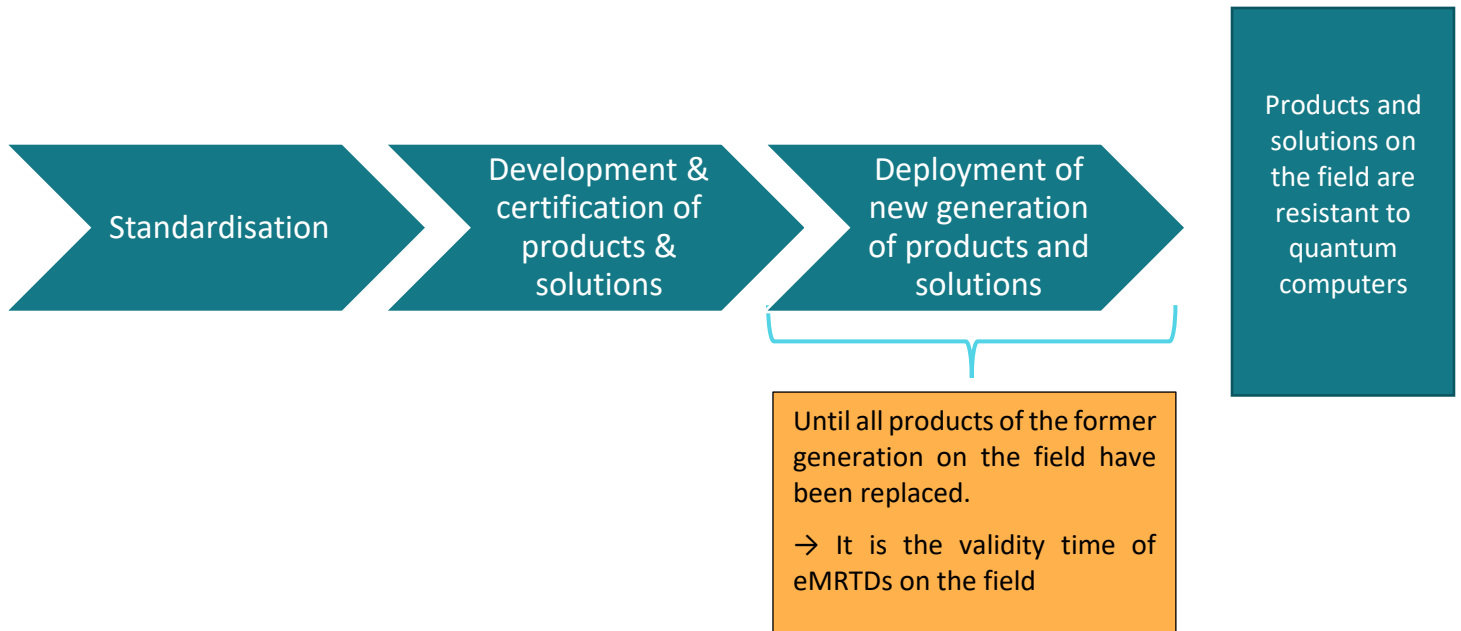 Standardisation
Development &
certification of
products &
solutions
Deployment of
new generation
of products and
solutions
Products and
solutions on
the field are
resistant to
quantum
computers
Until all products of the former
generation on the field have
been replaced.
→ It is the validity time of
eMRTDs on the field